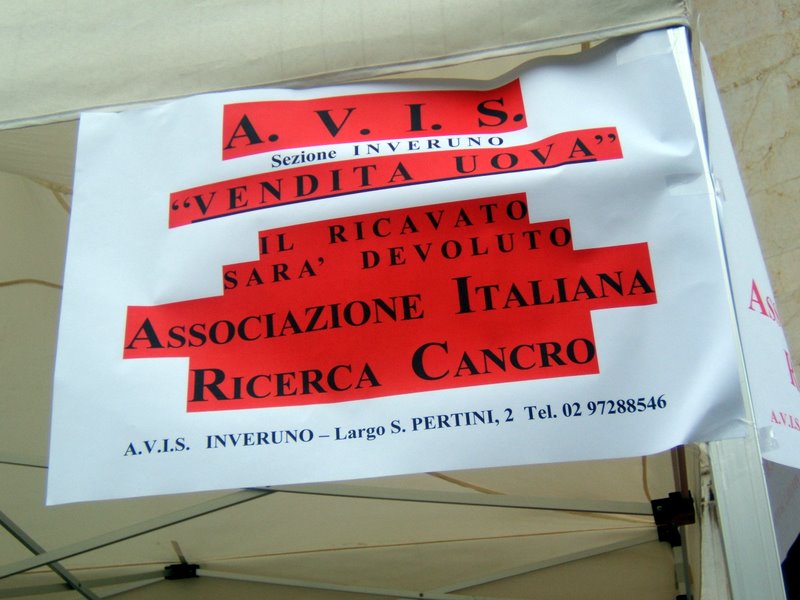 A. V. I. S.
Sezione INVERUNO
“VENDITA UOVA”
IL RICAVATO
SARA’ DEVOLUTO
ASSOCIAZIONE ITALIANA
RICERCA CANCRO
A.V.I.S. INVERUNO – Largo S. PERTINI, 2 Tel. 02 97288546
A.V.I.S.